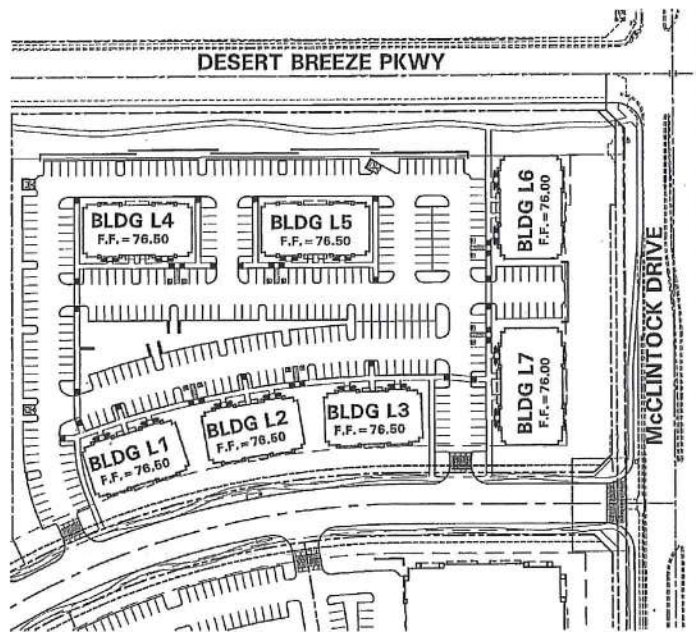 DESERT BREEZE PKWY
BLDG L4
F.F. = 76.50
BLDG L5
F.F. = 76.50
BLDG L6
F.F. = 76.00
McCLINTOCK DRIVE
BLDG L7
F.F. = 76.00
BLDG L1
F.F. = 76.50
BLDG L2
F.F. = 76.50
BLDG L3
F.F. = 76.50